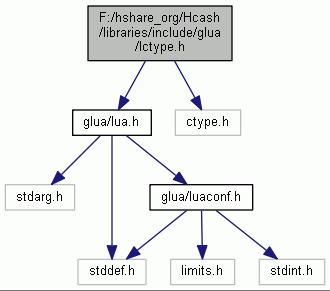 F:/hshare_org/Hcash
/libraries/include/glua
/lctype.h
glua/lua.h
ctype.h
stdarg.h
glua/luaconf.h
stddef.h
limits.h
stdint.h